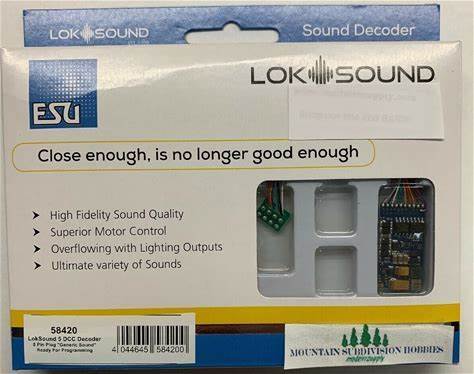 LOKSOUND
Sound Decoder
LOKSOUND
ESU
Close enough, is no longer good enough
➤ High Fidelity Sound Quality
➤ Superior Motor Control
➤ Overflowing with Lighting Outputs
➤ Ultimate variety of Sounds
58420
LokSound 5 DCC Decoder
8 Pin Plug "Generic Sound"
Ready For Programming
4 044645 584200
MOUNTAIN SUBDIVISION HOBBIES